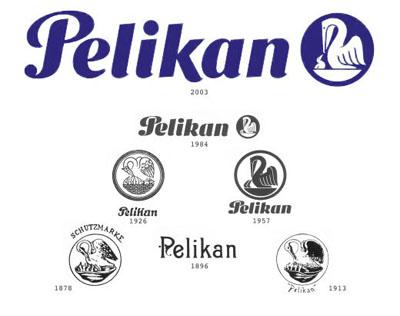 Pelikan
2003
Pelikan
1984
Pelikan
1926
Pelikan
1957
SCHUTZMARKE
1878
Pelikan
1896
"Pelikan"
1913